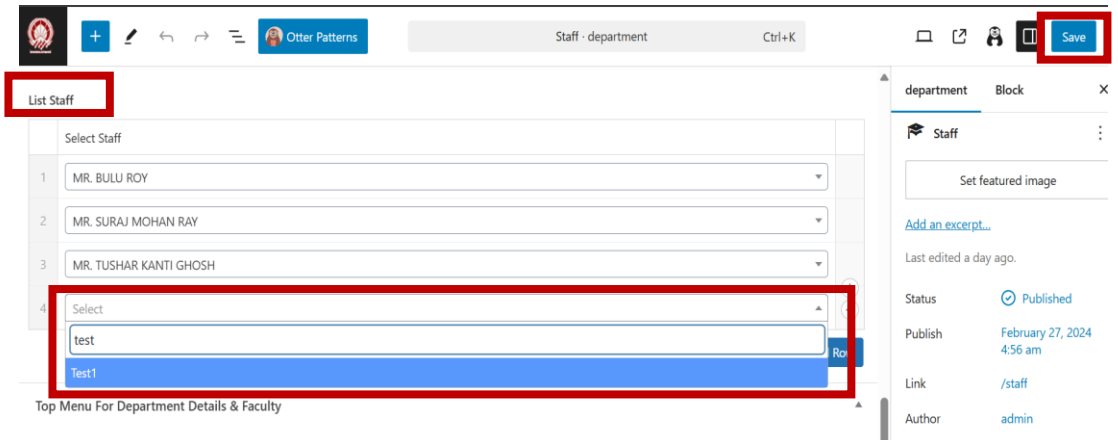 Otter Patterns
Staff · department
Ctrl+K
Save
List Staff
Select Staff
1 MR. BULU ROY
2 MR. SURAJ MOHAN RAY
3 MR. TUSHAR KANTI GHOSH
4 Select
test
Test1
Top Menu For Department Details & Faculty
department Block
Staff
Set featured image
Add an excerpt...
Last edited a day ago.
Status Published
Publish February 27, 2024
4:56 am
Link /staff
Author admin